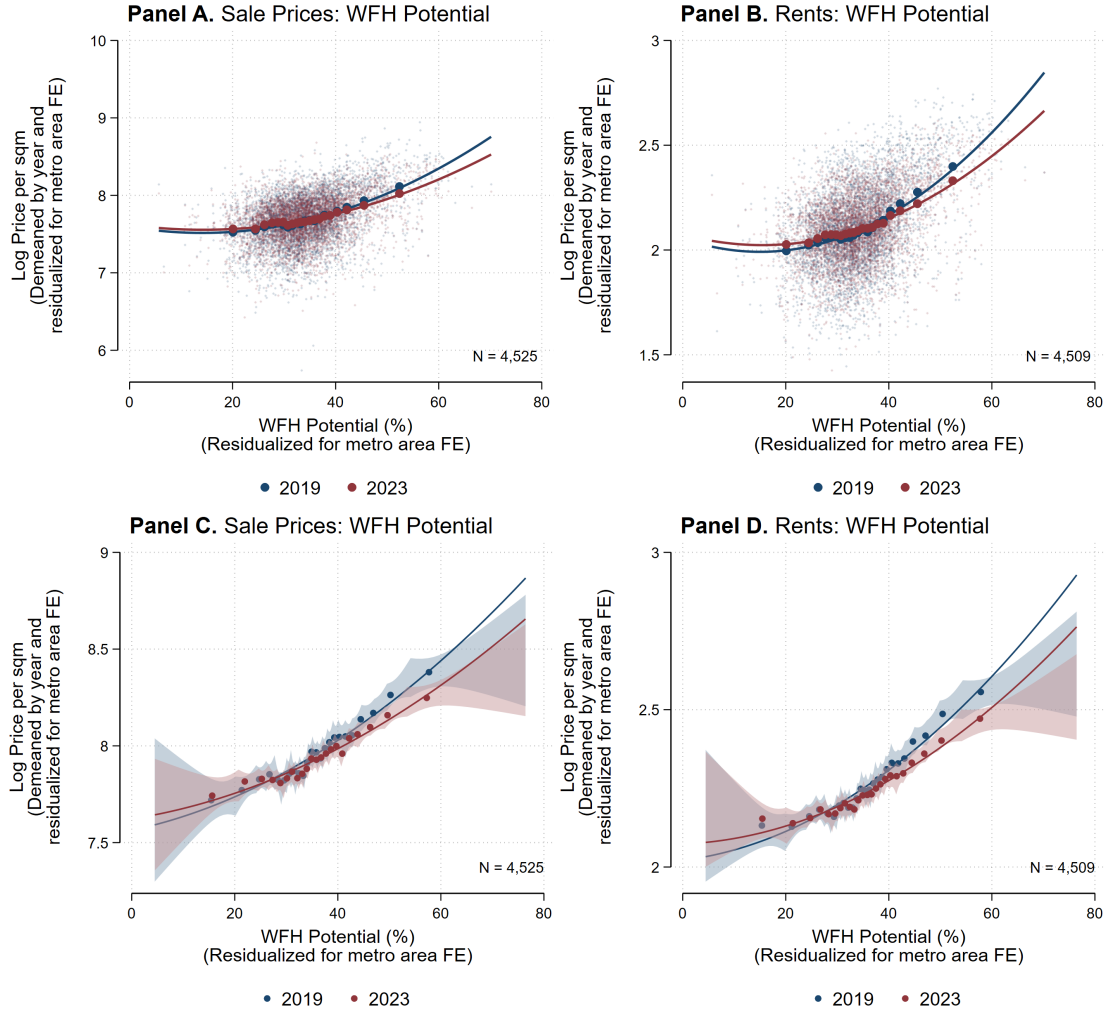 Panel A. Sale Prices: WFH Potential
Log Price per sqm
(Demeaned by year and
residualized for metro area FE)
10
9
8
7
6
N = 4,525
0 20 40 60 80
WFH Potential (%)
(Residualized for metro area FE)
2019 2023
Panel B. Rents: WFH Potential
Log Price per sqm
(Demeaned by year and
residualized for metro area FE)
3
2.5
2
1.5
N = 4,509
0 20 40 60 80
WFH Potential (%)
(Residualized for metro area FE)
2019 2023
Panel C. Sale Prices: WFH Potential
Log Price per sqm
(Demeaned by year and
residualized for metro area FE)
9
8.5
8
7.5
N = 4,525
0 20 40 60 80
WFH Potential (%)
(Residualized for metro area FE)
2019 2023
Panel D. Rents: WFH Potential
Log Price per sqm
(Demeaned by year and
residualized for metro area FE)
3
2.5
2
N = 4,509
0 20 40 60 80
WFH Potential (%)
(Residualized for metro area FE)
2019 2023